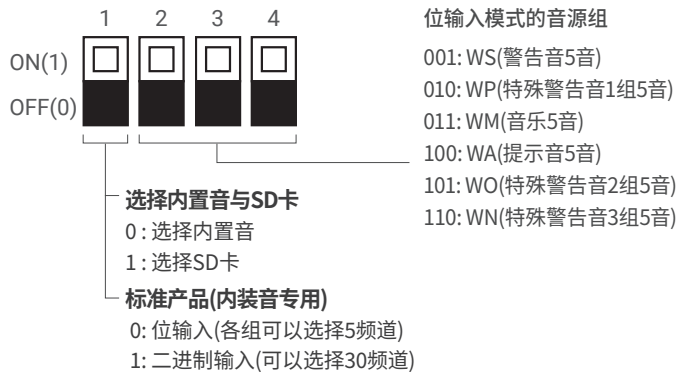 1 2 3 4
ON(1)
OFF(0)
位输入模式的音源组
001: WS(警告音5音)
010: WP(特殊警告音1组5音)
011: WM(音乐5音)
100: WA(提示音5音)
101: WO(特殊警告音2组5音)
110: WN(特殊警告音3组5音)
选择内置音与SD卡
0 : 选择内置音
1 : 选择SD卡
标准产品(内装音专用)
0: 位输入(各组可以选择5频道)
1: 二进制输入(可以选择30频道)